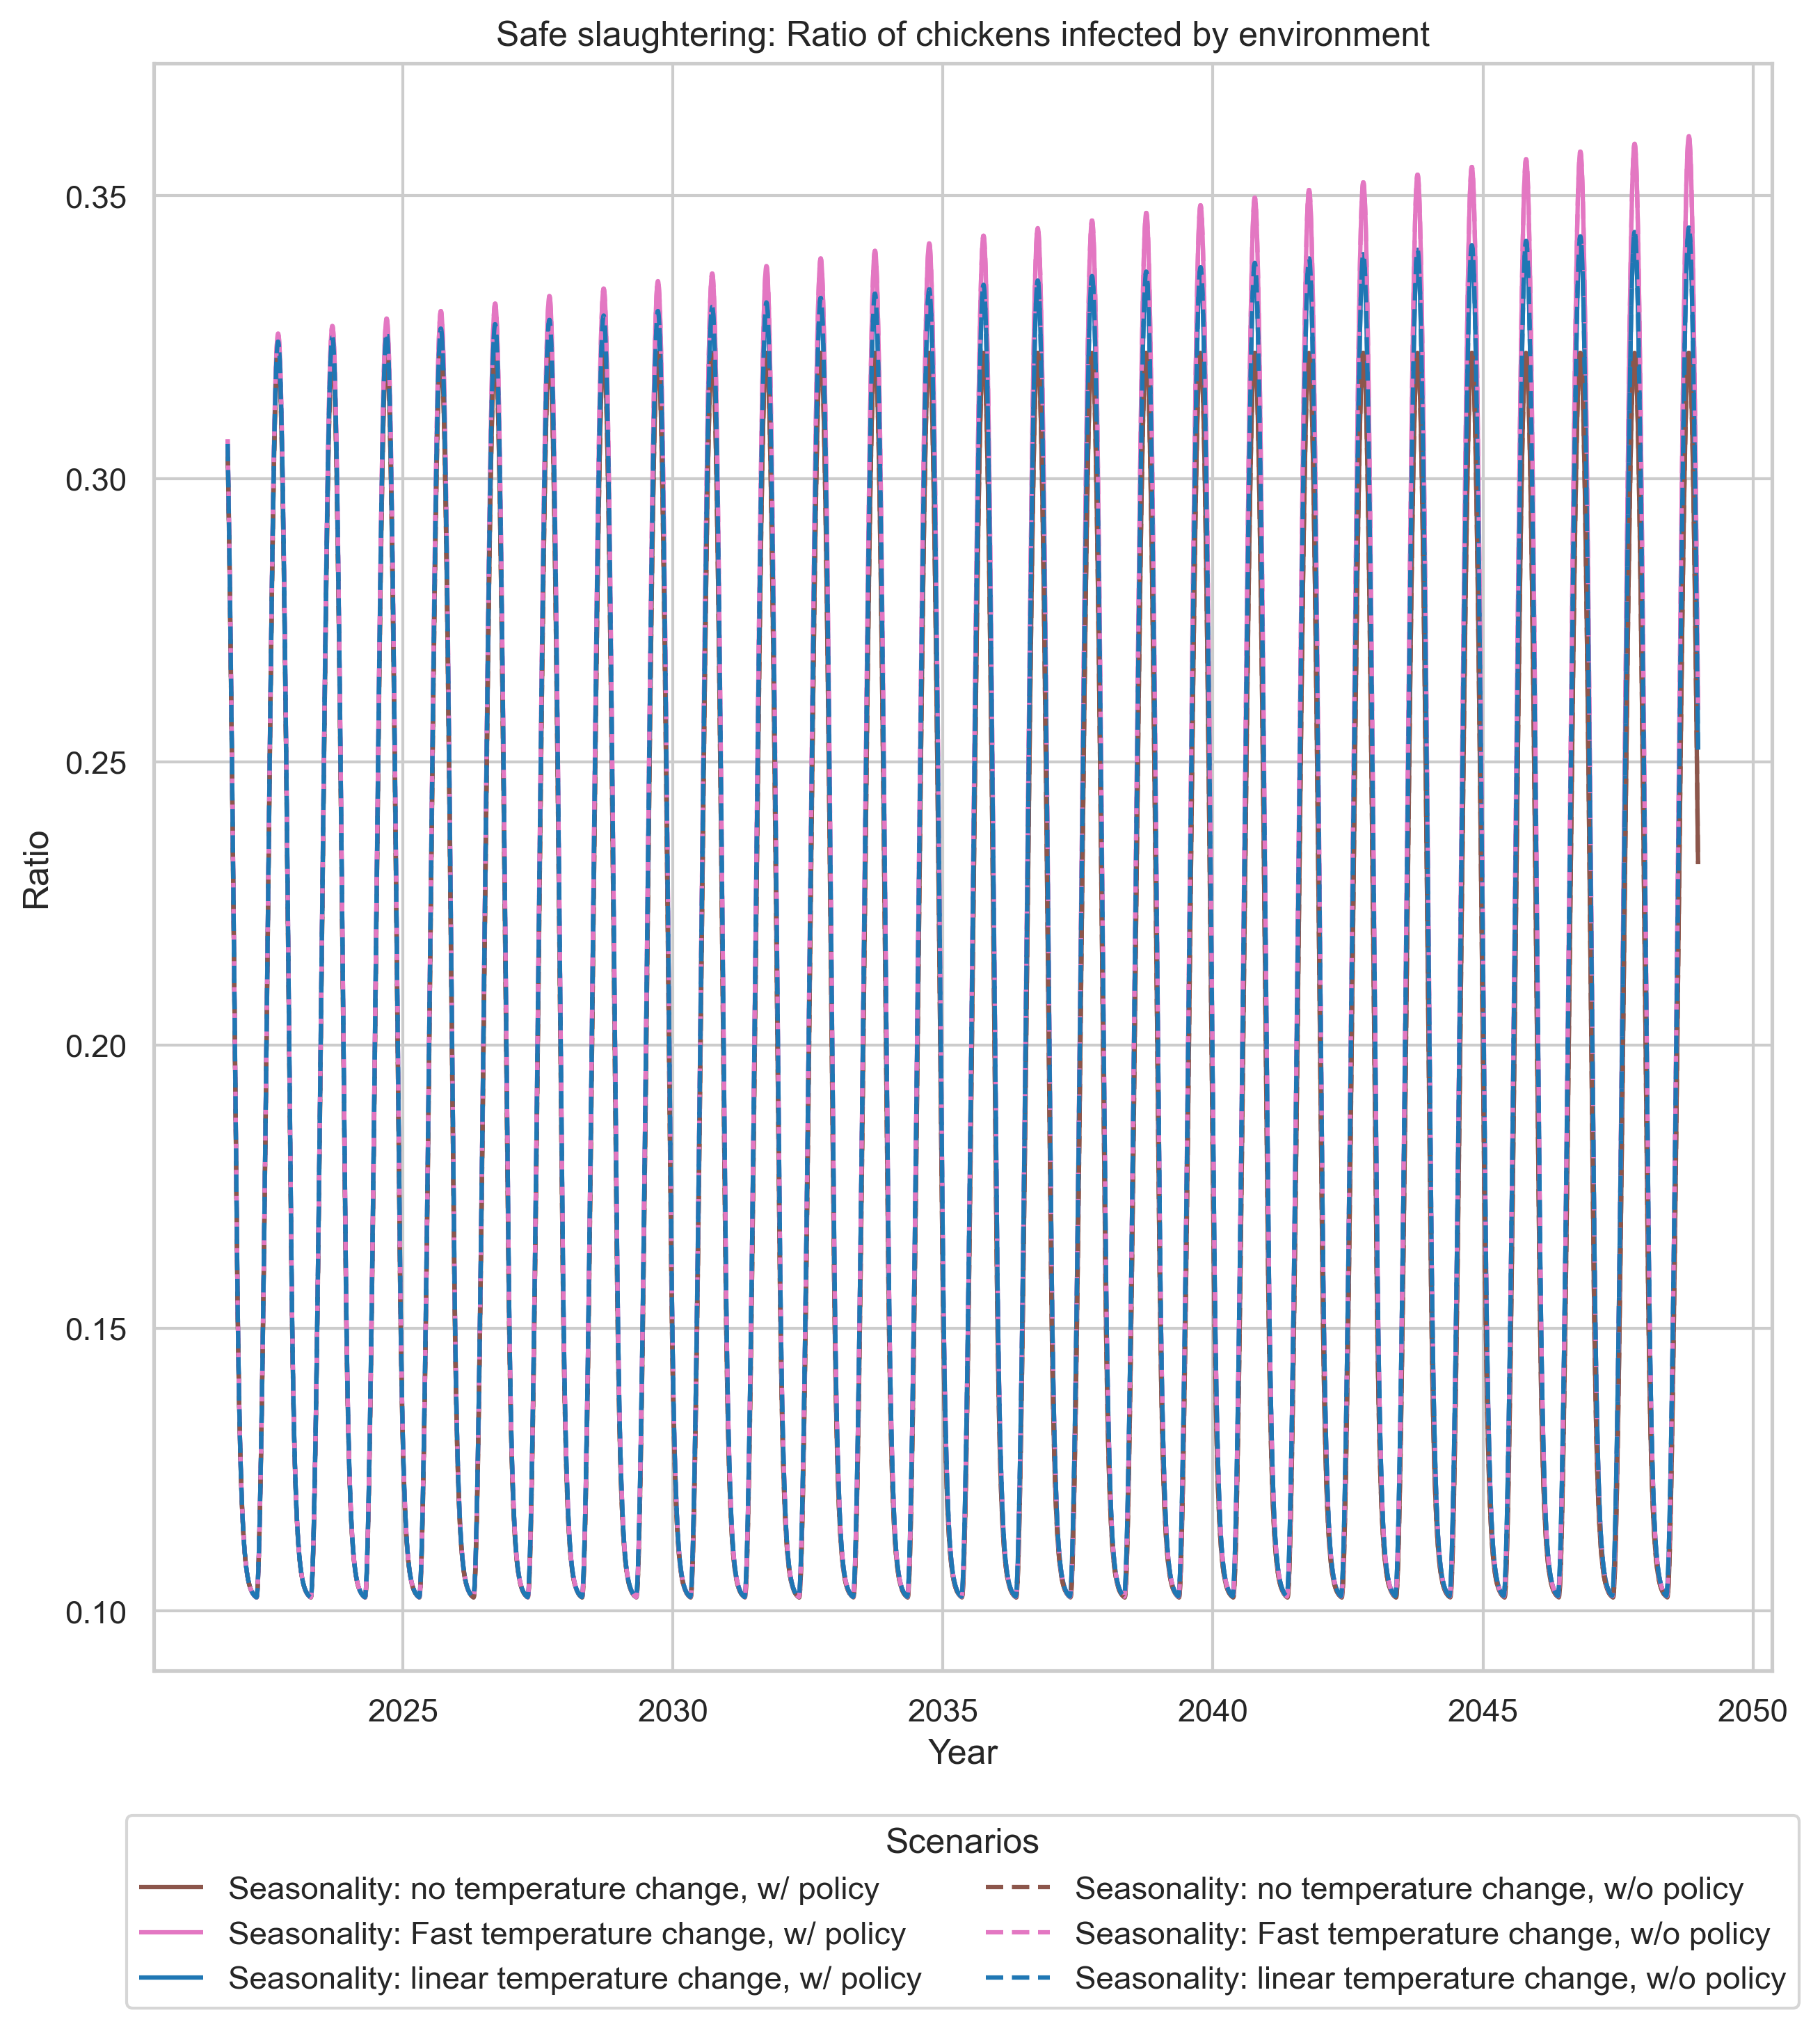 Safe slaughtering: Ratio of chickens infected by environment
0.35
0.30
0.25
0.20
0.15
0.10
Ratio
2025 2030 2035 2040 2045 2050
Year
Scenarios
Seasonality: no temperature change, w/ policy
Seasonality: Fast temperature change, w/ policy
Seasonality: linear temperature change, w/ policy
Seasonality: no temperature change, w/o policy
Seasonality: Fast temperature change, w/o policy
Seasonality: linear temperature change, w/o policy